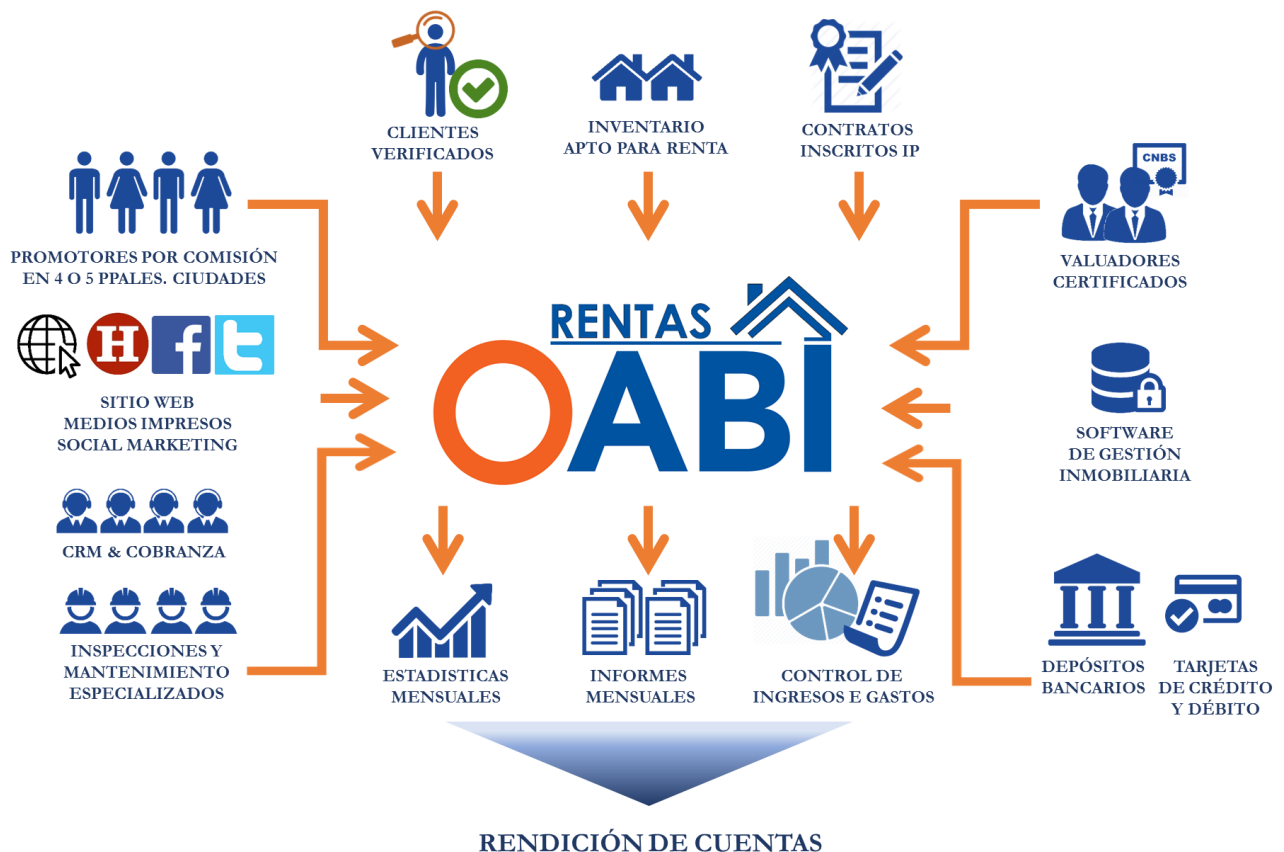 CLIENTES
VERIFICADOS
INVENTARIO
APTO PARA RENTA
CONTRATOS
INSCRITOS IP
CNBS
PROMOTORES POR COMISIÓN
EN 4 O 5 PPALES. CIUDADES
VALUADORES
CERTIFICADOS
H
f
t
SITIO WEB
MEDIOS IMPRESOS
SOCIAL MARKETING
RENTAS
OABI
SOFTWARE
DE GESTIÓN
INMOBILIARIA
CRM & COBRANZA
INSPECCIONES Y
MANTENIMIENTO
ESPECIALIZADOS
ESTADISTICAS
MENSUALES
INFORMES
MENSUALES
CONTROL DE
INGRESOS E GASTOS
DEPÓSITOS
BANCARIOS
TARJETAS
DE CRÉDITO
Y DÉBITO
RENDICIÓN DE CUENTAS